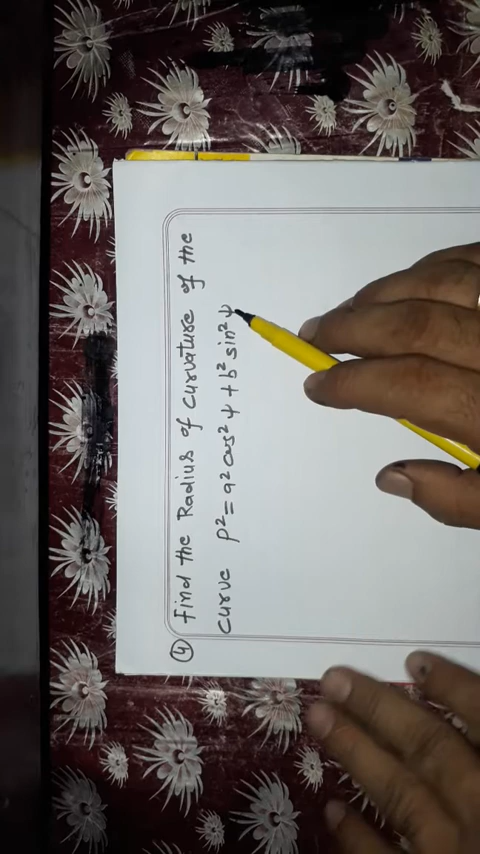 ④ Find the Radius of curvature of the
curve p² = a² cos² ψ + b² sin² ψ